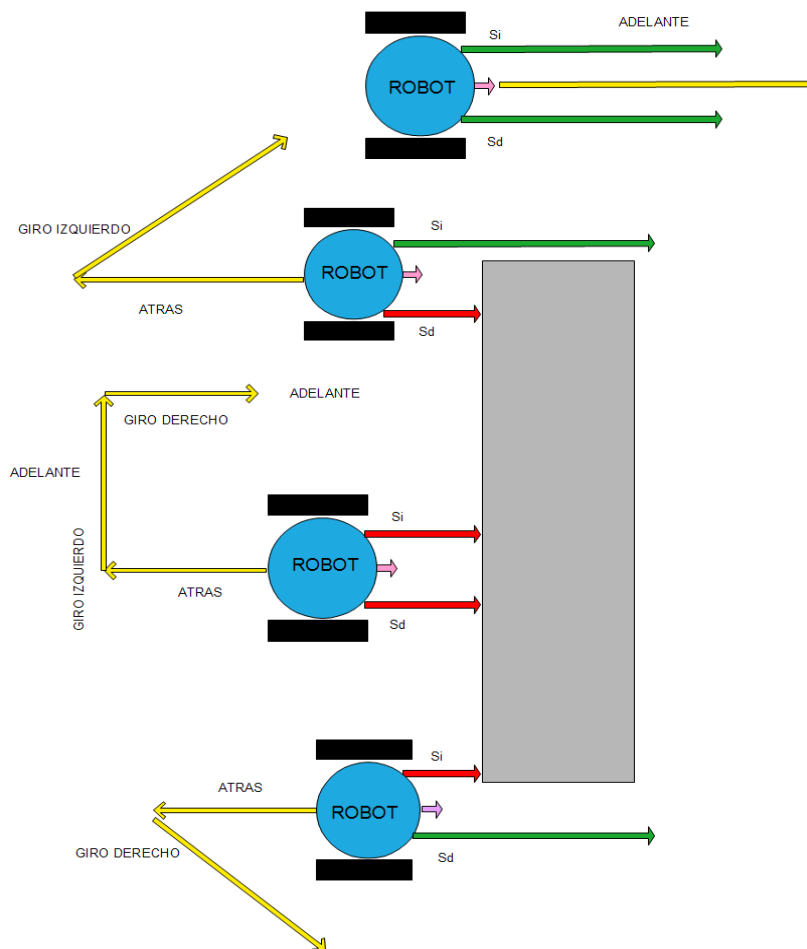 Si
ADELANTE
ROBOT
Sd
GIRO IZQUIERDO
Si
ROBOT
ATRAS
Sd
ADELANTE
GIRO DERECHO
ADELANTE
Si
GIRO IZQUIERDO
ROBOT
ATRAS
Sd
Si
ATRAS
ROBOT
GIRO DERECHO
Sd